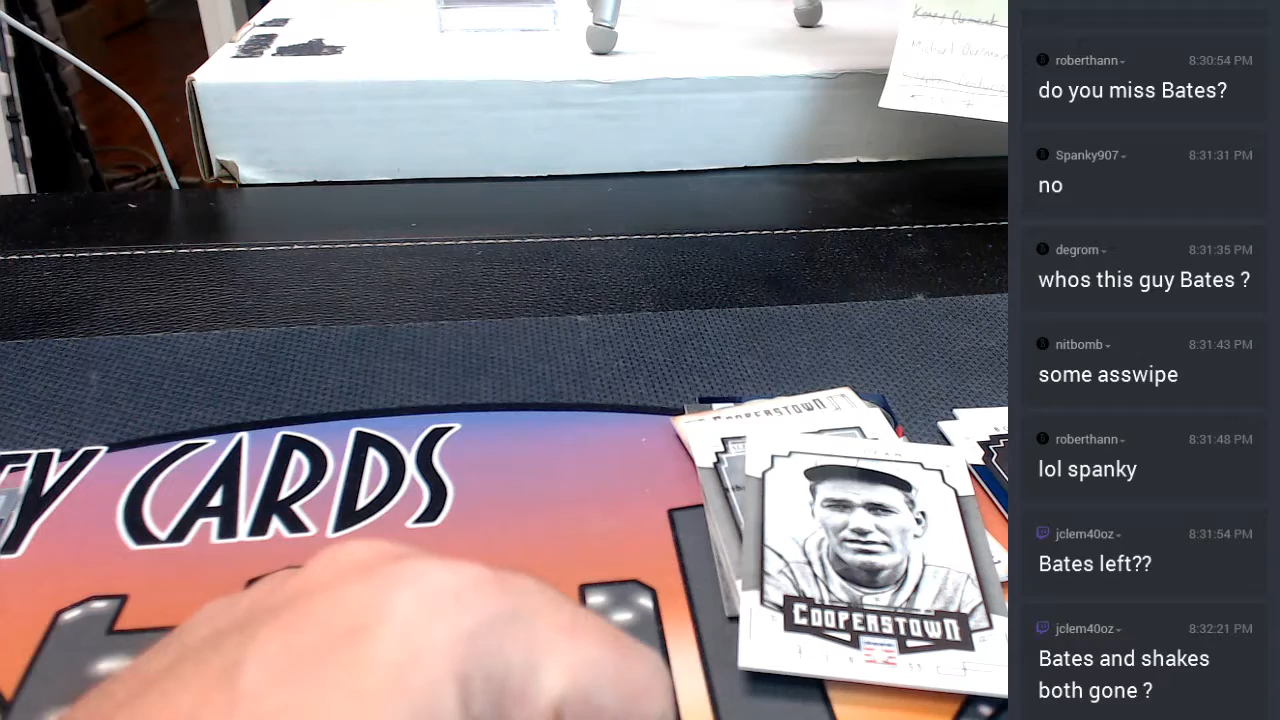 TY CARDS
COOPERSTOWN
COOPERSTOWN
roberthann
8:30:54 PM
do you miss Bates?
Spanky907
8:31:31 PM
no
degrom
8:31:35 PM
whos this guy Bates ?
nitbomb
8:31:43 PM
some asswipe
roberthann
8:31:48 PM
lol spanky
jclem40oz
8:31:54 PM
Bates left??
jclem40oz
8:32:21 PM
Bates and shakes
both gone ?